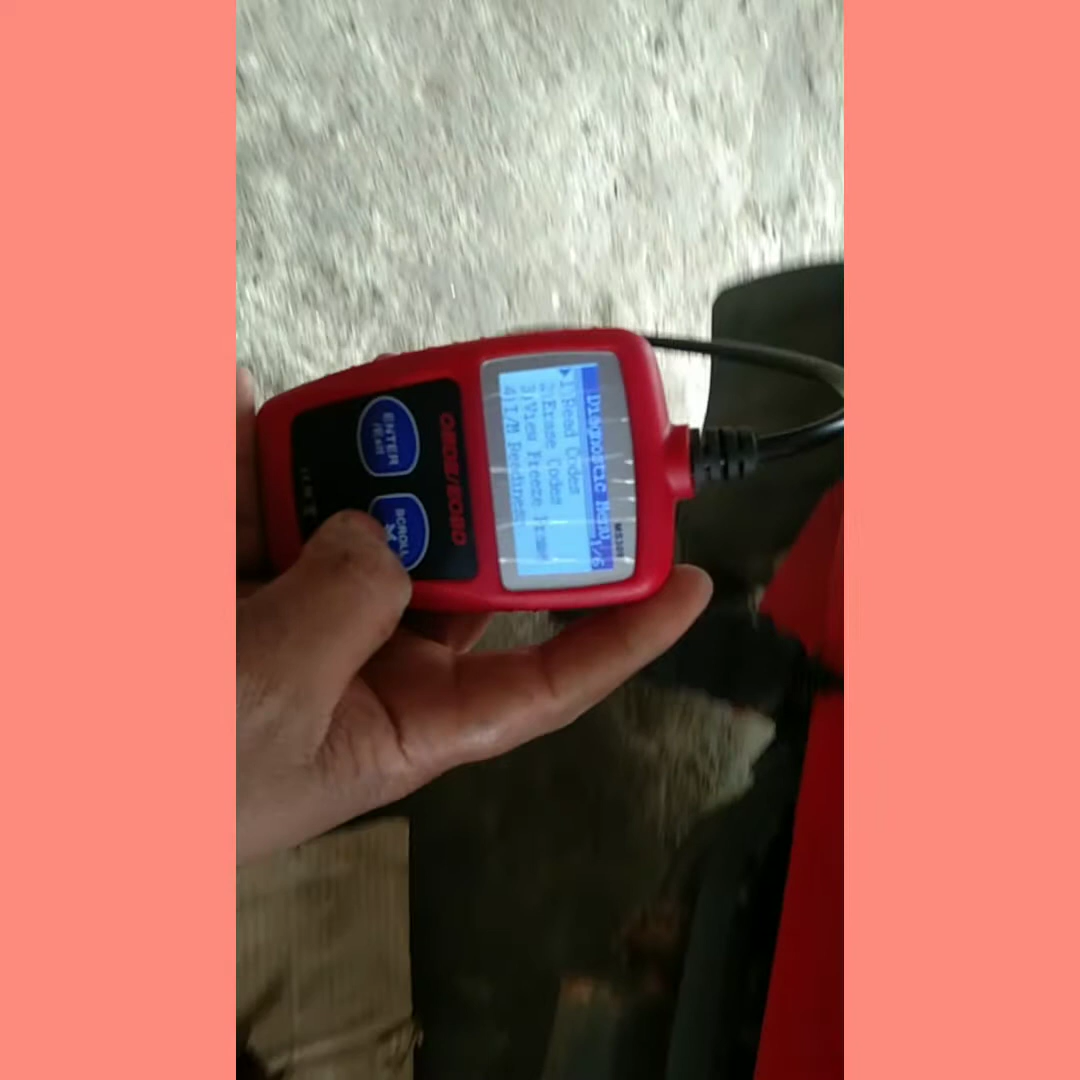 MS309
Diagnostic Menu 1/6
1)Read Codes
2)Erase Codes
3)View Freeze Frame
4)I/M Readiness
OBDII/EOBD
ENTER
/EXIT
SCROLL